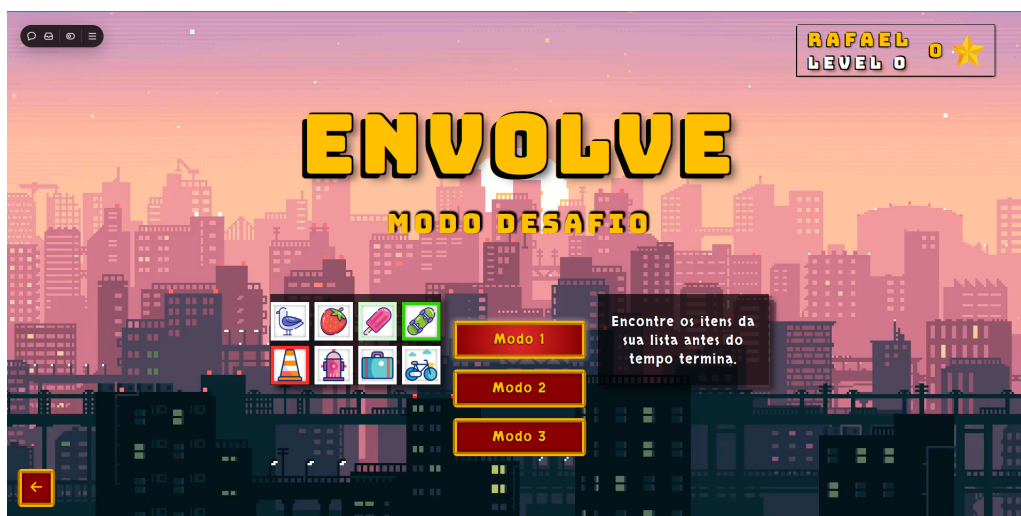 RAFAEL
LEVEL 0
0
ENVOLVE
MODO DESAFIO
Modo 1
Modo 2
Modo 3
Encontre os itens da
sua lista antes do
tempo termina.